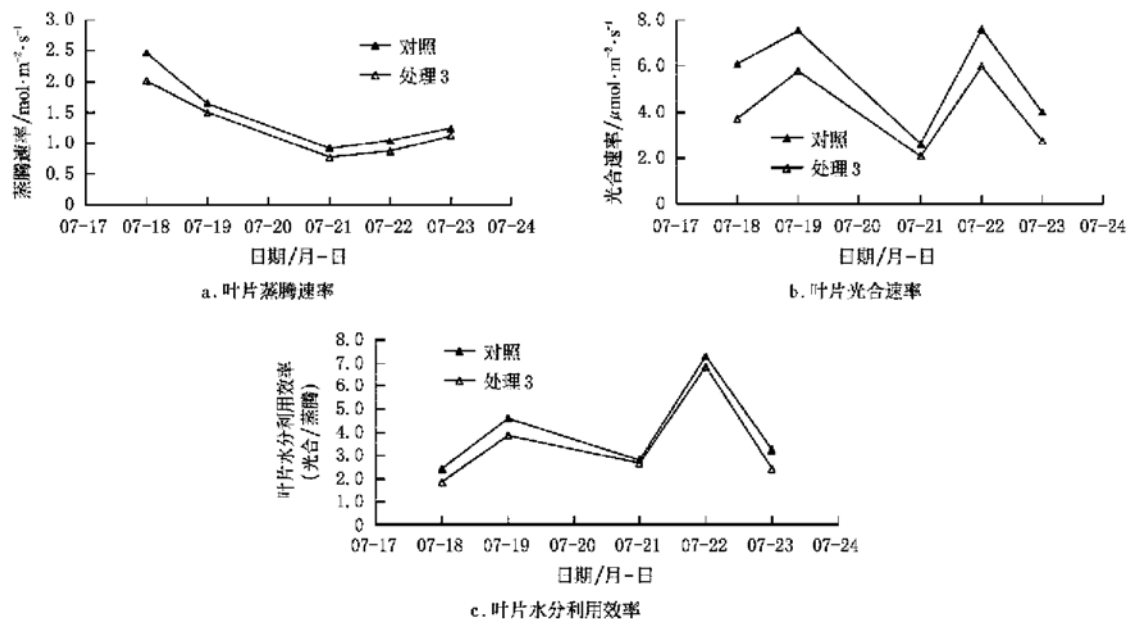 蒸腾速率/mol·m⁻²·s⁻¹
3.0
2.5
2.0
1.5
1.0
0.5
0
对照
处理3
07-17 07-18 07-19 07-20 07-21 07-22 07-23 07-24
日期/月-日
a.叶片蒸腾速率
光合速率/μmol·m⁻²·s⁻¹
8.0
6.0
4.0
2.0
0
对照
处理3
07-17 07-18 07-19 07-20 07-21 07-22 07-23 07-24
日期/月-日
b.叶片光合速率
叶片水分利用效率
(光合/蒸腾)
8.0
7.0
6.0
5.0
4.0
3.0
2.0
1.0
0
对照
处理3
07-17 07-18 07-19 07-20 07-21 07-22 07-23 07-24
日期/月-日
c.叶片水分利用效率